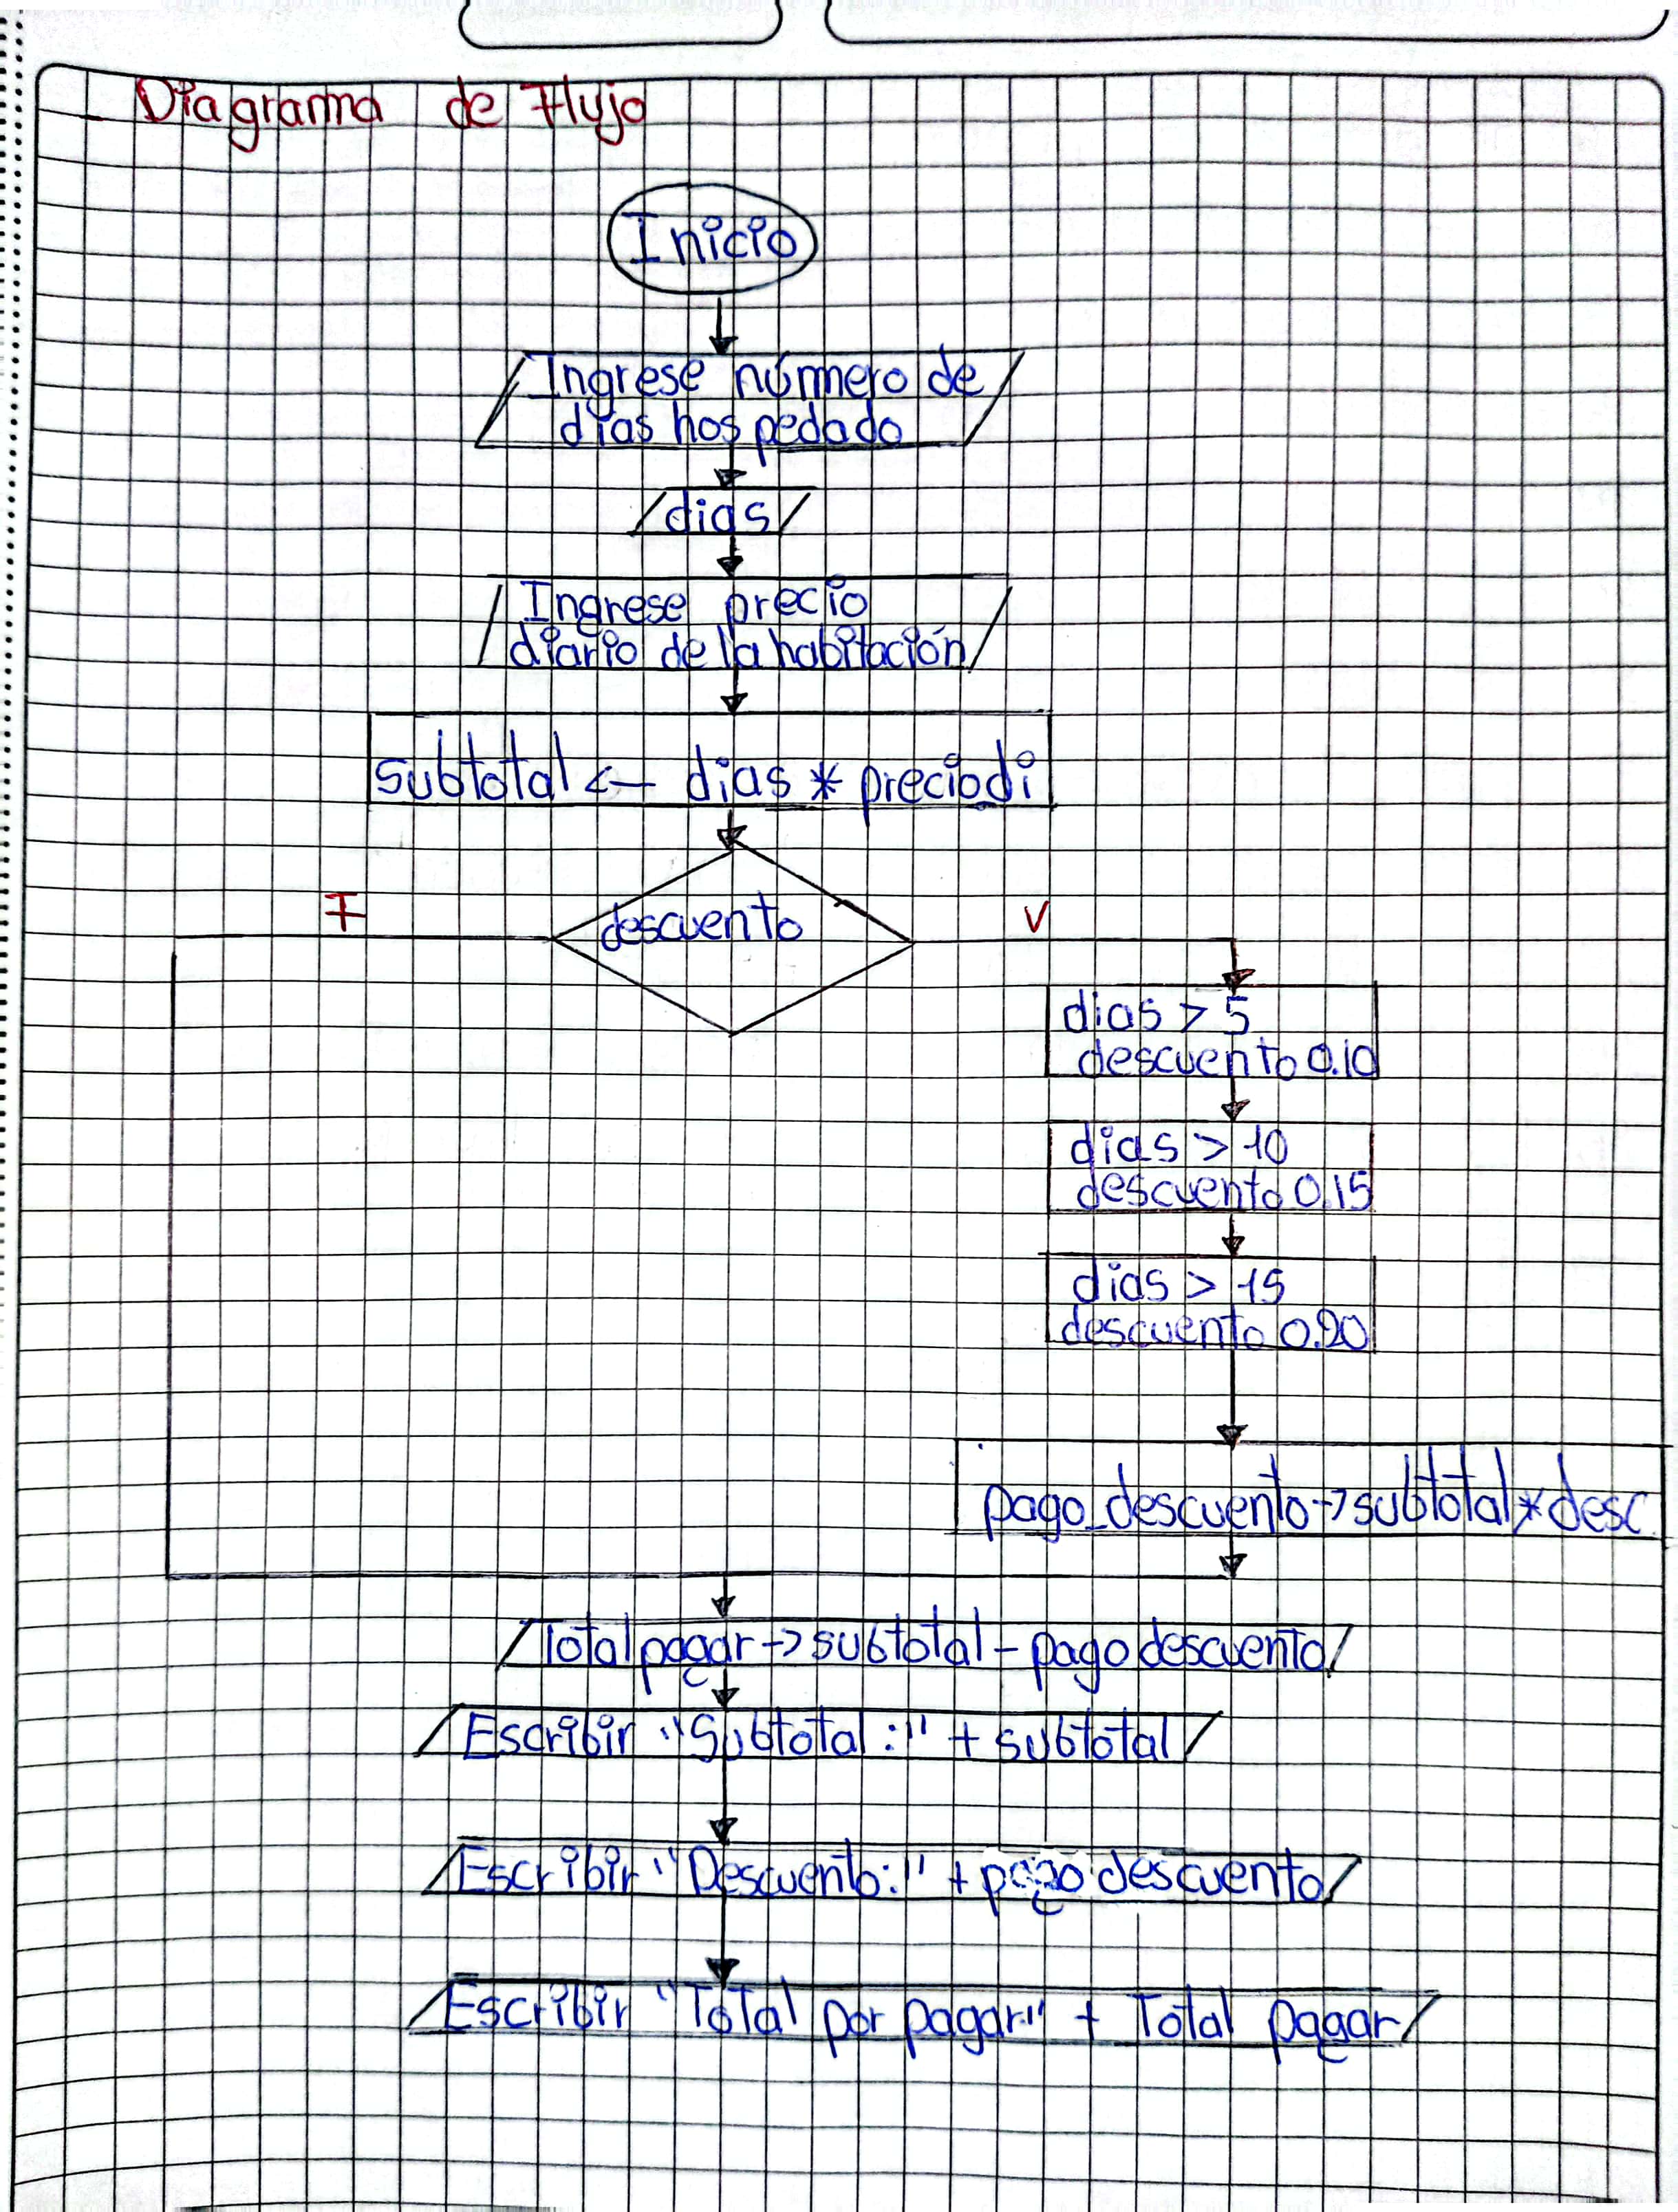 Diagrama de Flujo
Inicio
Ingrese número de
dias hospedado
dias
Ingrese precio
diario de la habitación
subtotal <- dias * preciodi
descuento
F
V
dias > 5
descuento 0.10
dias > 10
descuento 0.15
dias > 15
descuento 0.20
pago_descuento->subtotal*desc.
Total pagar -> subtotal - pago descuento
Escribir "Subtotal:" + subtotal
Escribir "Descuento:" + pago descuento
Escribir "Total por pagar:" + Total pagar